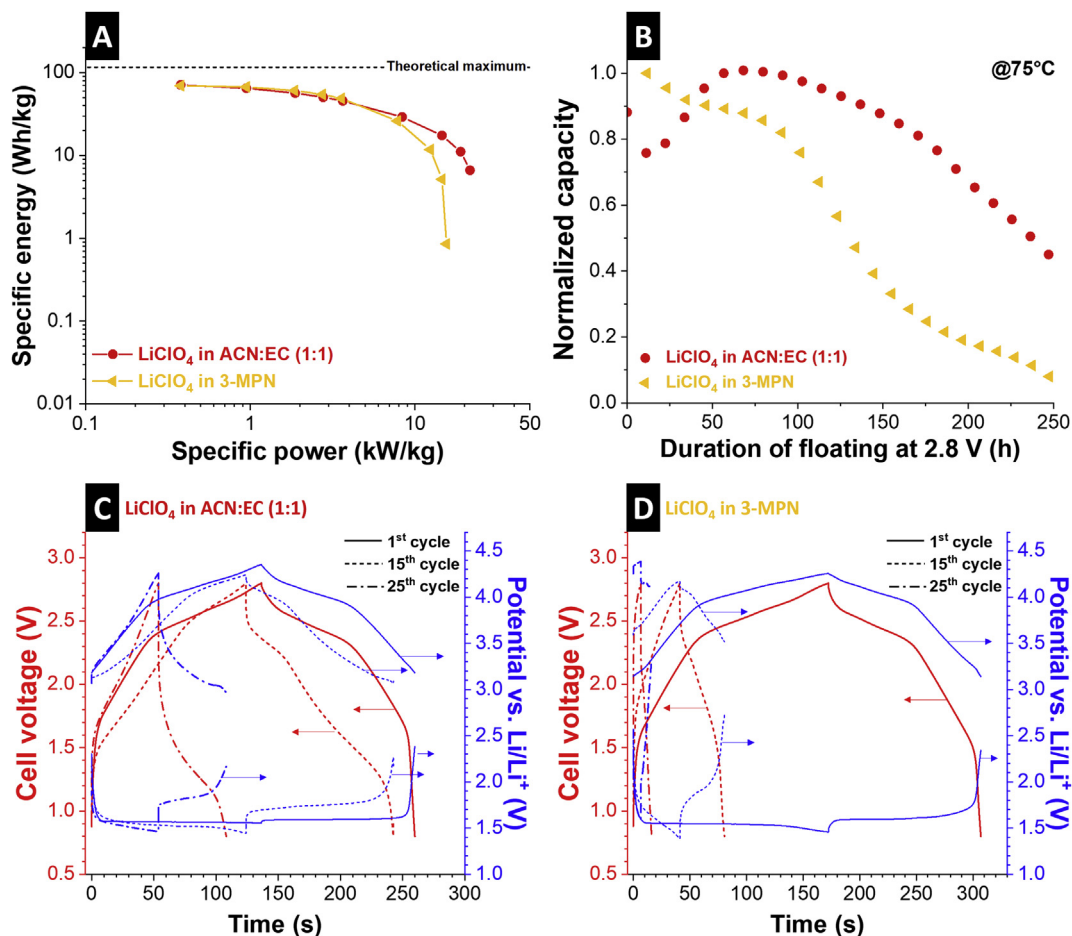 A
Theoretical maximum
Specific energy (Wh/kg)
100
10
1
0.1
0.01
LiClO₄ in ACN:EC (1:1)
LiClO₄ in 3-MPN
0.1 1 10 50
Specific power (kW/kg)
B
@75°C
Normalized capacity
1.0
0.8
0.6
0.4
0.2
0.0
LiClO₄ in ACN:EC (1:1)
LiClO₄ in 3-MPN
0 50 100 150 200 250
Duration of floating at 2.8 V (h)
C LiClO₄ in ACN:EC (1:1)
1st cycle
15th cycle
25th cycle
Cell voltage (V)
3.0
2.5
2.0
1.5
1.0
0.5
Potential vs. Li/Li⁺ (V)
4.5
4.0
3.5
3.0
2.5
2.0
1.5
1.0
0 50 100 150 200 250 300
Time (s)
D LiClO₄ in 3-MPN
1st cycle
15th cycle
25th cycle
Cell voltage (V)
3.0
2.5
2.0
1.5
1.0
0.5
Potential vs. Li/Li⁺ (V)
4.5
4.0
3.5
3.0
2.5
2.0
1.5
1.0
0 50 100 150 200 250 300
Time (s)